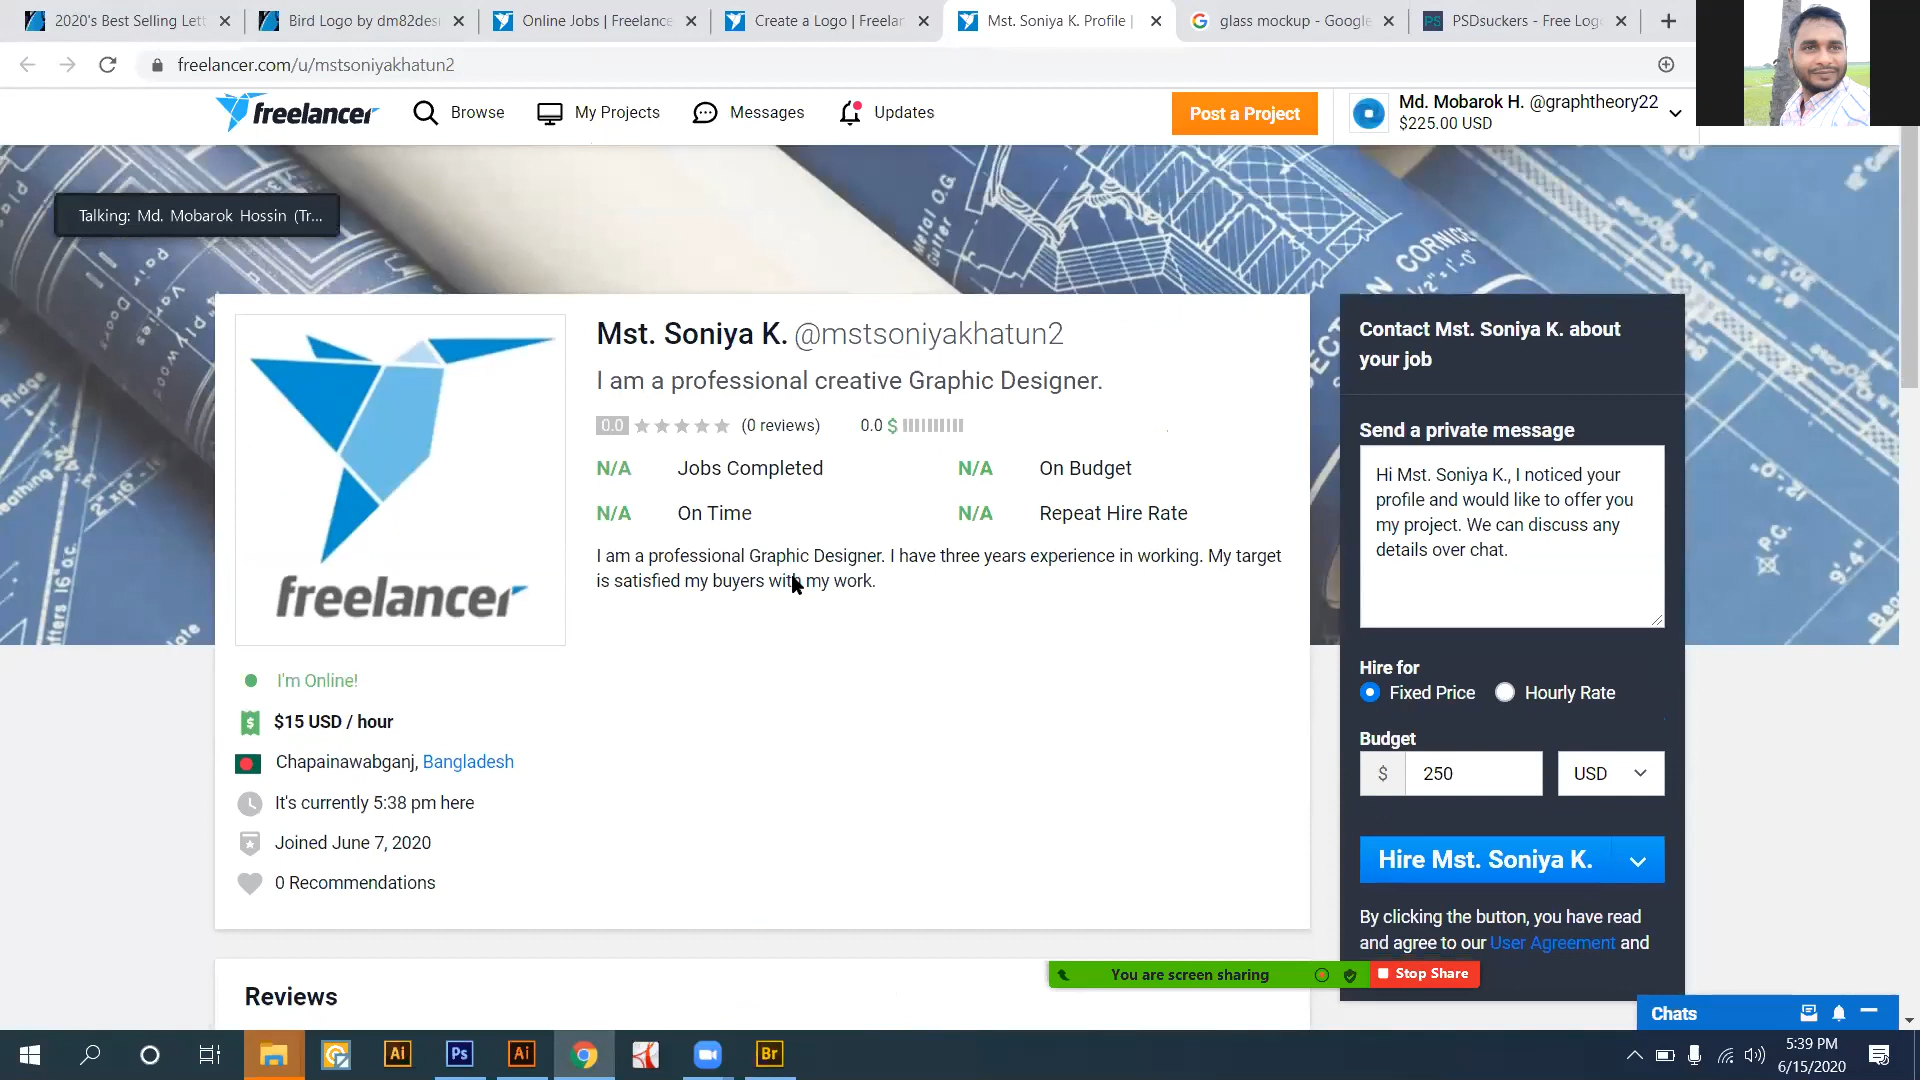 2020's Best Selling Lett
Bird Logo by dm82desi
Online Jobs | Freelance
Create a Logo | Freelan
Mst. Soniya K. Profile |
glass mockup - Google
PS
PSDsuckers - Free Log
freelancer.com/u/mstsoniyakhatun2
freelancer
Browse
My Projects
Messages
Updates
Post a Project
Md. Mobarok H. @graphtheory22
$225.00 USD
Talking: Md. Mobarok Hossin (Tr...
Metal O.G.
Gutter
CORNICE
Mst. Soniya K. @mstsoniyakhatun2
I am a professional creative Graphic Designer.
0.0 (0 reviews) 0.0 $
N/A Jobs Completed N/A On Budget
N/A On Time N/A Repeat Hire Rate
I am a professional Graphic Designer. I have three years experience in working. My target
is satisfied my buyers with my work.
freelancer
I'm Online!
$15 USD / hour
Chapainawabganj, Bangladesh
It's currently 5:38 pm here
Joined June 7, 2020
0 Recommendations
Reviews
Contact Mst. Soniya K. about
your job
Send a private message
Hi Mst. Soniya K., I noticed your
profile and would like to offer you
my project. We can discuss any
details over chat.
Hire for
Fixed Price Hourly Rate
Budget
$ 250 USD
Hire Mst. Soniya K.
By clicking the button, you have read
and agree to our User Agreement and
You are screen sharing
Stop Share
Chats
Ai
Ps
Ai
Br
5:39 PM
6/15/2020